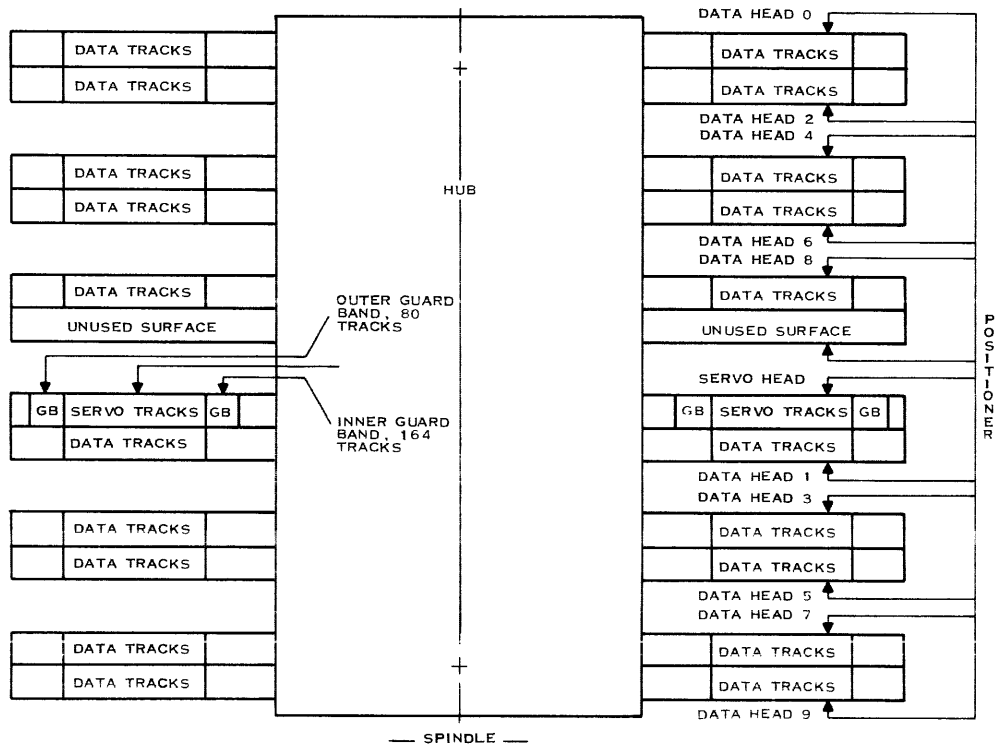 DATA HEAD 0
DATA TRACKS
DATA TRACKS
DATA TRACKS
DATA TRACKS
DATA HEAD 2
DATA HEAD 4
DATA TRACKS
DATA TRACKS
HUB
DATA TRACKS
DATA TRACKS
DATA HEAD 6
DATA HEAD 8
DATA TRACKS
UNUSED SURFACE
OUTER GUARD
BAND, 80
TRACKS
DATA TRACKS
UNUSED SURFACE
SERVO HEAD
POSITIONER
GB SERVO TRACKS GB
DATA TRACKS
INNER GUARD
BAND, 164
TRACKS
GB SERVO TRACKS GB
DATA TRACKS
DATA HEAD 1
DATA HEAD 3
DATA TRACKS
DATA TRACKS
DATA TRACKS
DATA TRACKS
DATA HEAD 5
DATA HEAD 7
DATA TRACKS
DATA TRACKS
DATA TRACKS
DATA TRACKS
DATA HEAD 9
SPINDLE